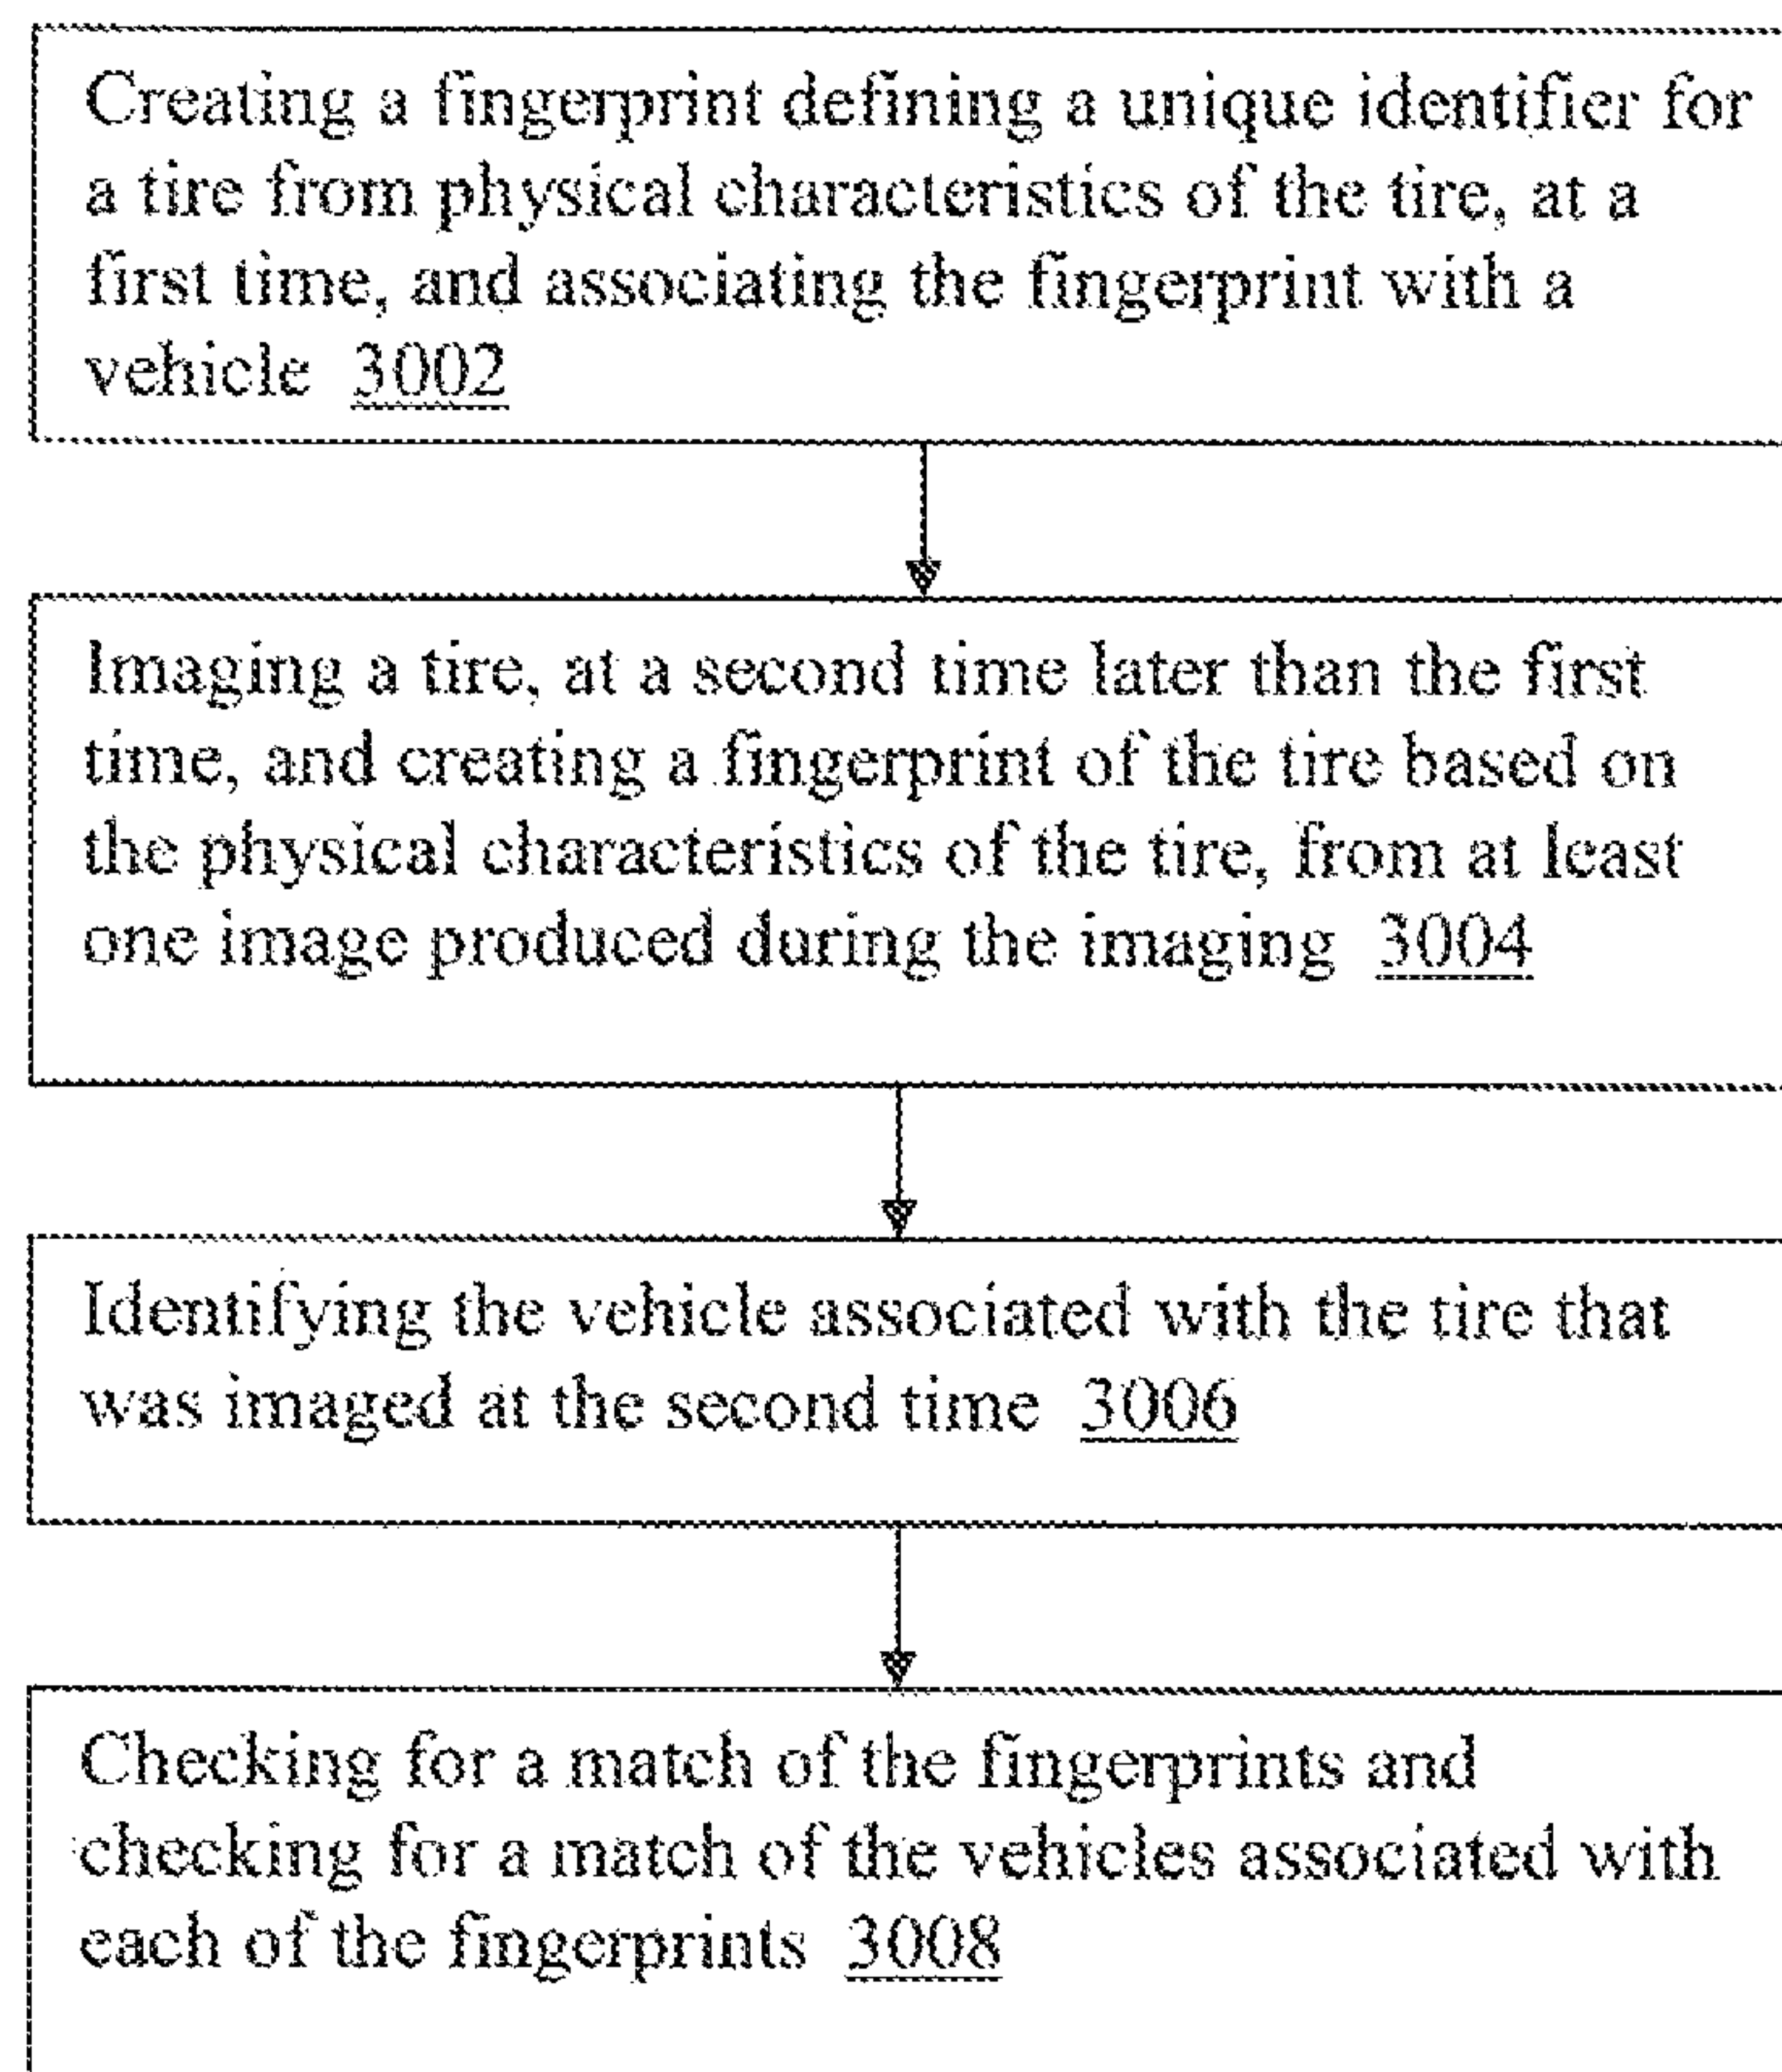 Creating a fingerprint defining a unique identifier for
a tire from physical characteristics of the tire, at a
first time, and associating the fingerprint with a
vehicle 3002
Imaging a tire, at a second time later than the first
time, and creating a fingerprint of the tire based on
the physical characteristics of the tire, from at least
one image produced during the imaging 3004
Identifying the vehicle associated with the tire that
was imaged at the second time 3006
Checking for a match of the fingerprints and
checking for a match of the vehicles associated with
each of the fingerprints 3008